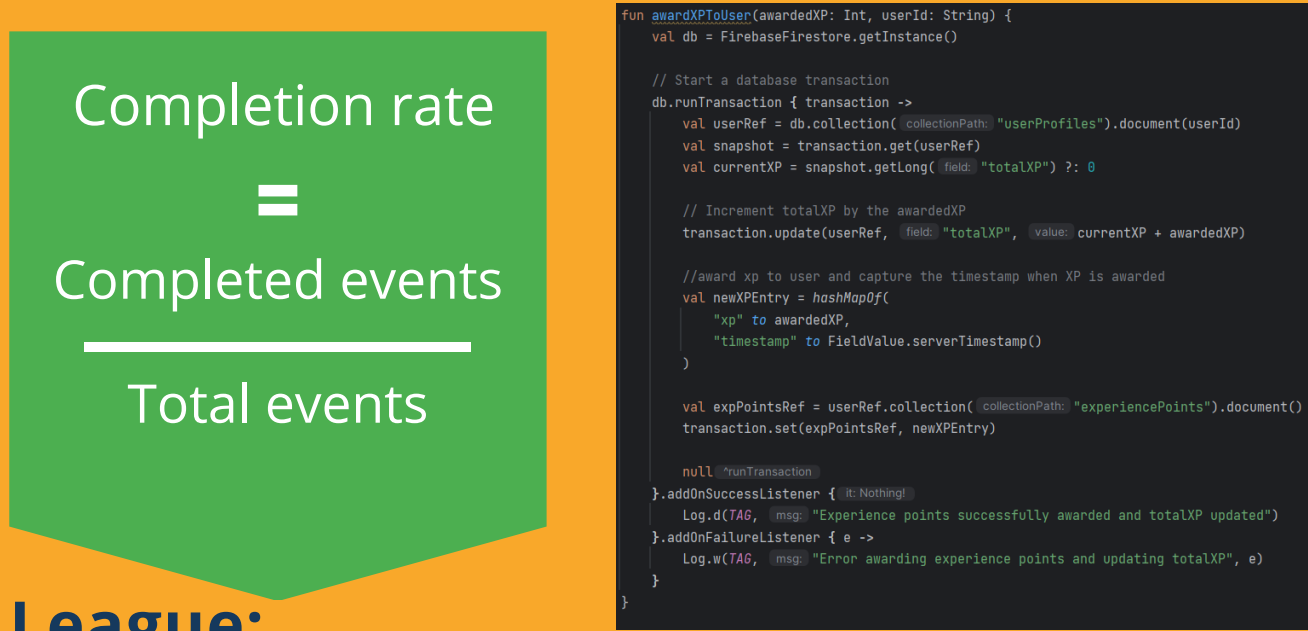 Completion rate
=
Completed events
Total events
League:
fun awardXPToUser(awardedXP: Int, userId: String) {
val db = FirebaseFirestore.getInstance()
// Start a database transaction
db.runTransaction { transaction ->
val userRef = db.collection( collectionPath: "userProfiles").document(userId)
val snapshot = transaction.get(userRef)
val currentXP = snapshot.getLong( field: "totalXP") ?: 0
// Increment totalXP by the awardedXP
transaction.update(userRef, field: "totalXP", value: currentXP + awardedXP)
//award xp to user and capture the timestamp when XP is awarded
val newXPEntry = hashMapOf(
"xp" to awardedXP,
"timestamp" to FieldValue.serverTimestamp()
)
val expPointsRef = userRef.collection( collectionPath: "experiencePoints").document()
transaction.set(expPointsRef, newXPEntry)
null ^runTransaction
}.addOnSuccessListener { it: Nothing!
Log.d(TAG, msg: "Experience points successfully awarded and totalXP updated")
}.addOnFailureListener { e ->
Log.w(TAG, msg: "Error awarding experience points and updating totalXP", e)
}
}